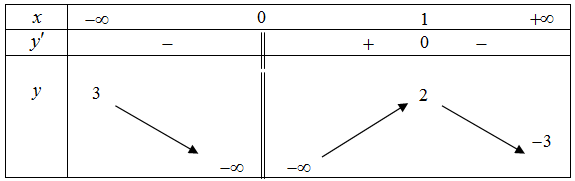 x −∞ 0 1 +∞
y′ − + 0 −
y 3 −∞ −∞ 2 −3